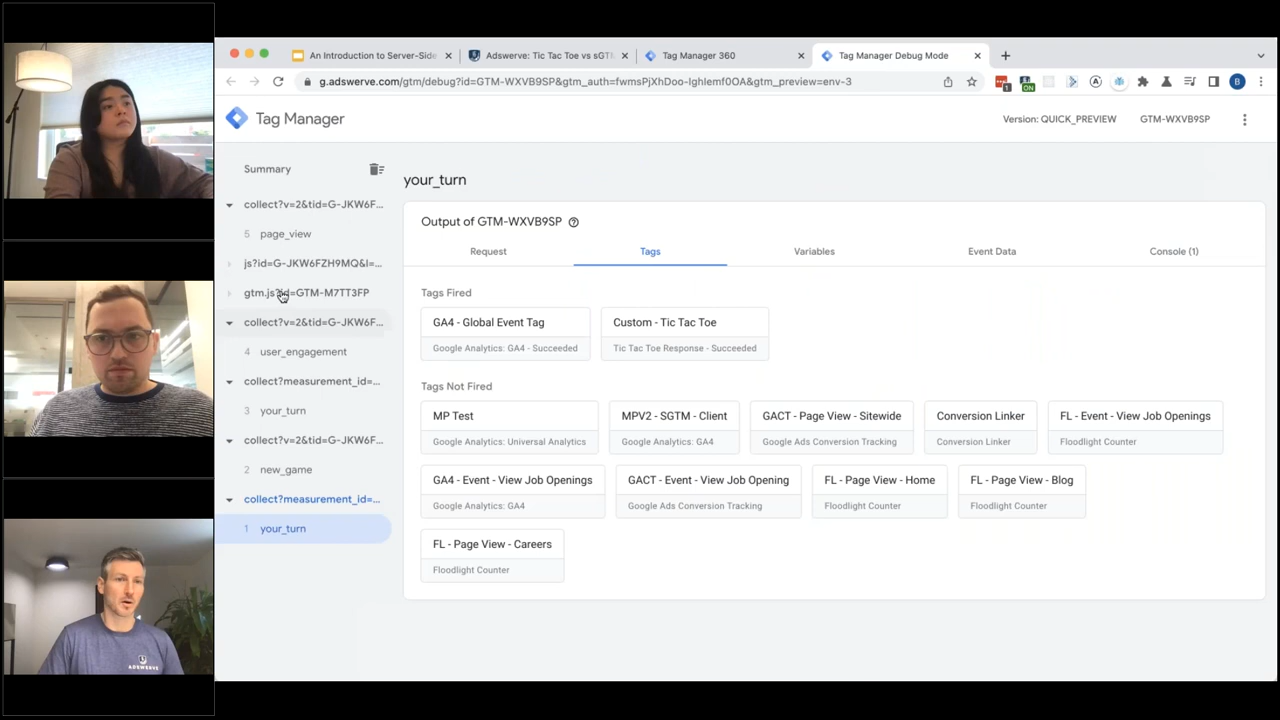 An Introduction to Server-Side
Adswerve: Tic Tac Toe vs sGTM
Tag Manager 360
Tag Manager Debug Mode
g.adswerve.com/gtm/debug?id=GTM-WXVB9SP&gtm_auth=fwmsPjXhDoo-Ighlemf0OA&gtm_preview=env-3
ON
B
Tag Manager
Version: QUICK_PREVIEW
GTM-WXVB9SP
Summary
collect?v=2&tid=G-JKW6F...
5 page_view
js?id=G-JKW6FZH9MQ&l=...
gtm.js?id=GTM-M7TT3FP
collect?v=2&tid=G-JKW6F...
4 user_engagement
collect?measurement_id=...
3 your_turn
collect?v=2&tid=G-JKW6F...
2 new_game
collect?measurement_id=...
1 your_turn
your_turn
Output of GTM-WXVB9SP
Request Tags Variables Event Data Console (1)
Tags Fired
GA4 - Global Event Tag
Google Analytics: GA4 - Succeeded
Custom - Tic Tac Toe
Tic Tac Toe Response - Succeeded
Tags Not Fired
MP Test
Google Analytics: Universal Analytics
MPV2 - SGTM - Client
Google Analytics: GA4
GACT - Page View - Sitewide
Google Ads Conversion Tracking
Conversion Linker
Conversion Linker
FL - Event - View Job Openings
Floodlight Counter
GA4 - Event - View Job Openings
Google Analytics: GA4
GACT - Event - View Job Opening
Google Ads Conversion Tracking
FL - Page View - Home
Floodlight Counter
FL - Page View - Blog
Floodlight Counter
FL - Page View - Careers
Floodlight Counter
ADSWERVE